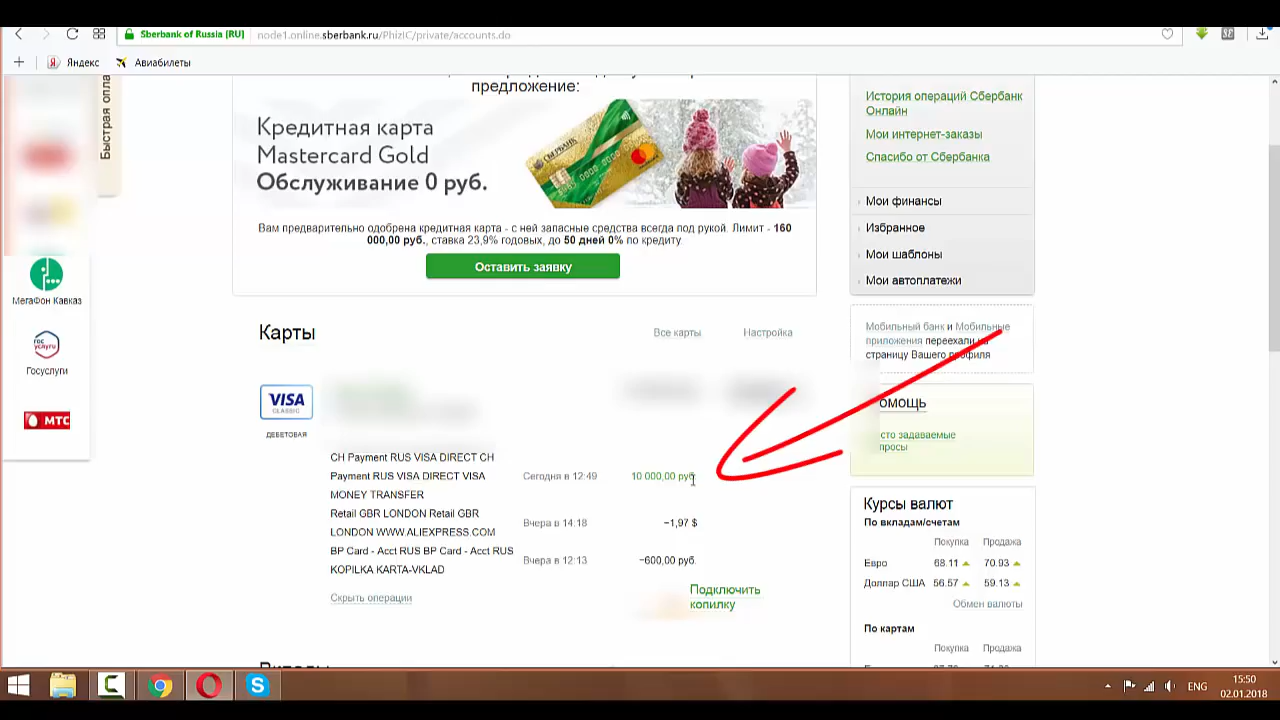 Sberbank of Russia [RU]
node1.online.sberbank.ru/PhizIC/private/accounts.do
Яндекс
Авиабилеты
предложение:
Кредитная карта
Mastercard Gold
Обслуживание 0 руб.
СБЕРБАНК
Вам предварительно одобрена кредитная карта - с ней запасные средства всегда под рукой. Лимит - 160
000,00 руб., ставка 23,9% годовых, до 50 дней 0% по кредиту.
Оставить заявку
МегаФон Кавказ
гос
услуги
Госуслуги
МТС
Карты
Все карты
Настройка
VISA
CLASSIC
ДЕБЕТОВАЯ
CH Payment RUS VISA DIRECT CH
Payment RUS VISA DIRECT VISA
MONEY TRANSFER
Сегодня в 12:49
10 000,00 руб.
Retail GBR LONDON Retail GBR
LONDON WWW.ALIEXPRESS.COM
Вчера в 14:18
−1,97 $
BP Card - Acct RUS BP Card - Acct RUS
KOPILKA KARTA-VKLAD
Вчера в 12:13
−600,00 руб.
Скрыть операции
Подключить
копилку
История операций Сбербанк
Онлайн
Мои интернет-заказы
Спасибо от Сбербанка
Мои финансы
Избранное
Мои шаблоны
Мои автоплатежи
Мобильный банк и Мобильные
приложения переехали на
страницу Вашего профиля
омощь
сто задаваемые
просы
Курсы валют
По вкладам/счетам
Покупка Продажа
Евро 68.11 70.93
Доллар США 56.57 59.13
Обмен валюты
По картам
Покупка Продажа
ENG
15:50
02.01.2018